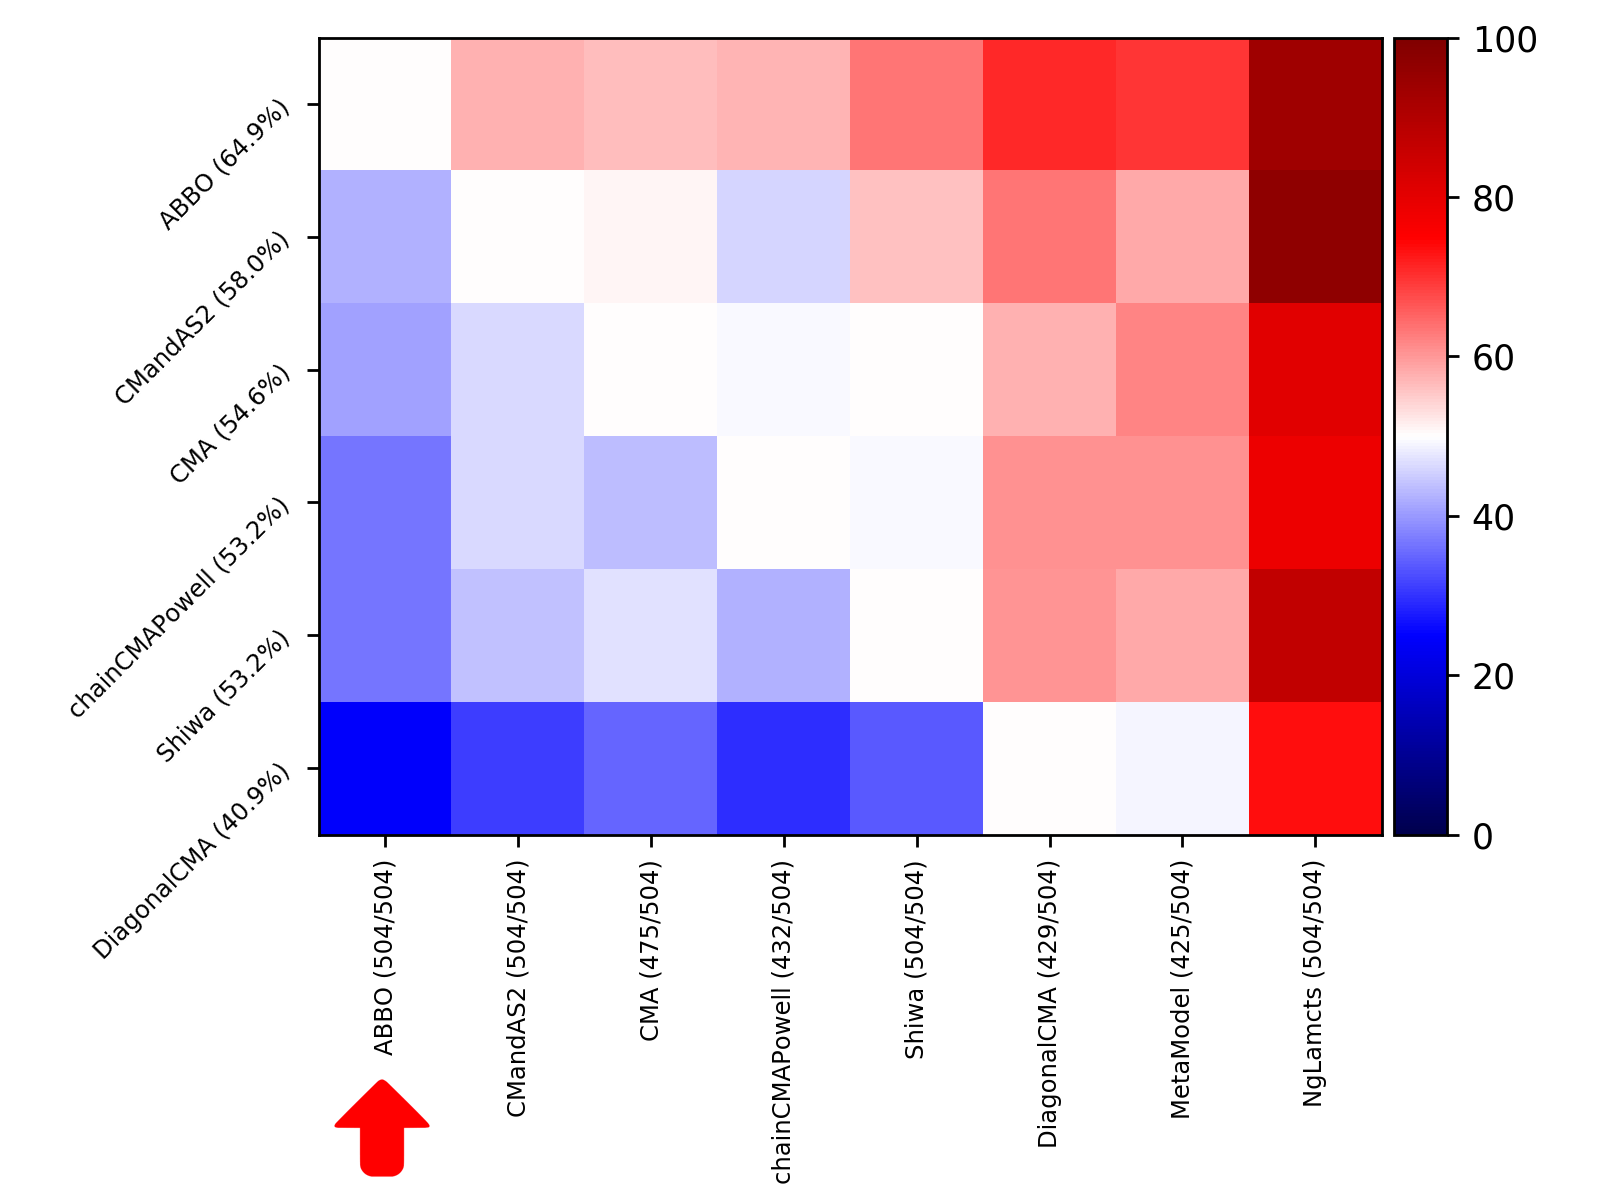 ABBO (64.9%)
CMandAS2 (58.0%)
CMA (54.6%)
chainCMAPowell (53.2%)
Shiwa (53.2%)
DiagonalCMA (40.9%)
100
80
60
40
20
0
ABBO (504/504)
CMandAS2 (504/504)
CMA (475/504)
chainCMAPowell (432/504)
Shiwa (504/504)
DiagonalCMA (429/504)
MetaModel (425/504)
NgLamcts (504/504)